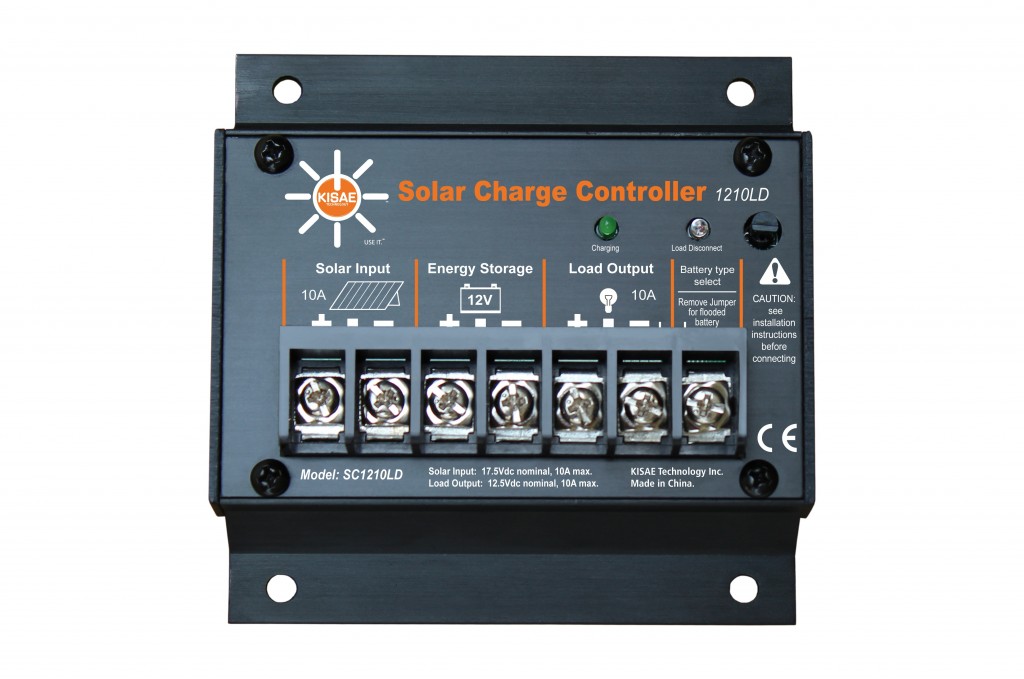 KISAE
USE IT.™
Solar Charge Controller 1210LD
Charging
Load Disconnect
Solar Input
10A
+ -
Energy Storage
12V
+ -
Load Output
10A
+ -
Battery type
select
Remove Jumper
for flooded
battery
CAUTION:
see
installation
instructions
before
connecting
CE
Model: SC1210LD
Solar Input: 17.5Vdc nominal, 10A max.
Load Output: 12.5Vdc nominal, 10A max.
KISAE Technology Inc.
Made in China.